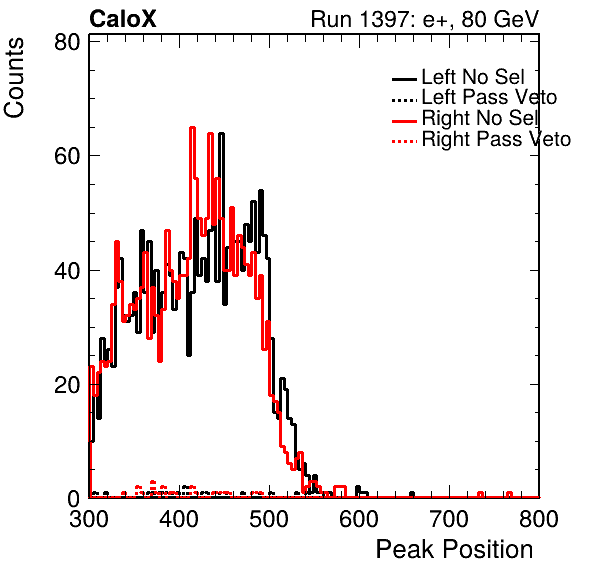 CaloX Run 1397: e+, 80 GeV
Counts
80
60
40
20
0
Left No Sel
Left Pass Veto
Right No Sel
Right Pass Veto
300 400 500 600 700 800
Peak Position